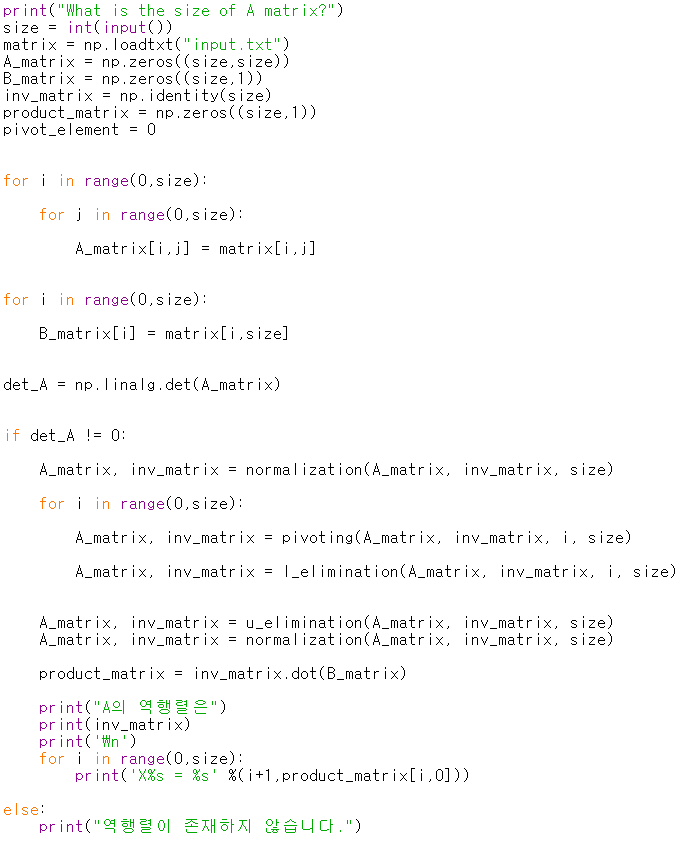 print("What is the size of A matrix?")
size = int(input())
matrix = np.loadtxt("input.txt")
A_matrix = np.zeros((size,size))
B_matrix = np.zeros((size,1))
inv_matrix = np.identity(size)
product_matrix = np.zeros((size,1))
pivot_element = 0
for i in range(0,size):
    for j in range(0,size):
        A_matrix[i,j] = matrix[i,j]
for i in range(0,size):
    B_matrix[i] = matrix[i,size]
det_A = np.linalg.det(A_matrix)
if det_A != 0:
    A_matrix, inv_matrix = normalization(A_matrix, inv_matrix, size)
    for i in range(0,size):
        A_matrix, inv_matrix = pivoting(A_matrix, inv_matrix, i, size)
        A_matrix, inv_matrix = l_elimination(A_matrix, inv_matrix, i, size)
    A_matrix, inv_matrix = u_elimination(A_matrix, inv_matrix, size)
    A_matrix, inv_matrix = normalization(A_matrix, inv_matrix, size)
    product_matrix = inv_matrix.dot(B_matrix)
    print("A의 역행렬은")
    print(inv_matrix)
    print('₩n')
    for i in range(0,size):
        print('X%s = %s' %(i+1,product_matrix[i,0]))
else:
    print("역행렬이 존재하지 않습니다.")